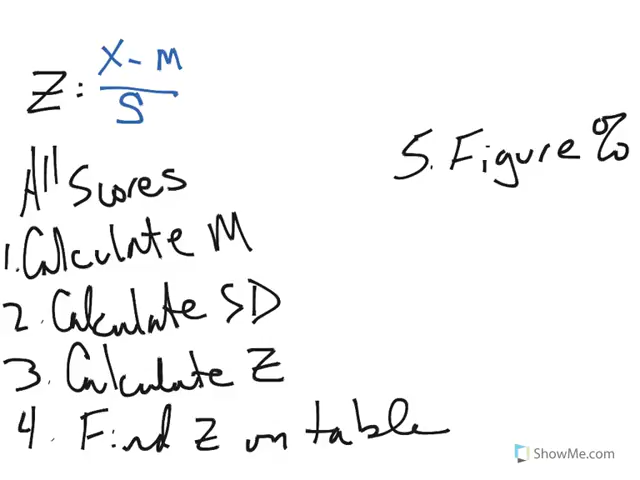 Z: X - M
S
All Scores
1. Calculate M
2. Calculate SD
3. Calculate Z
4. Find Z on table
5. Figure %
ShowMe.com